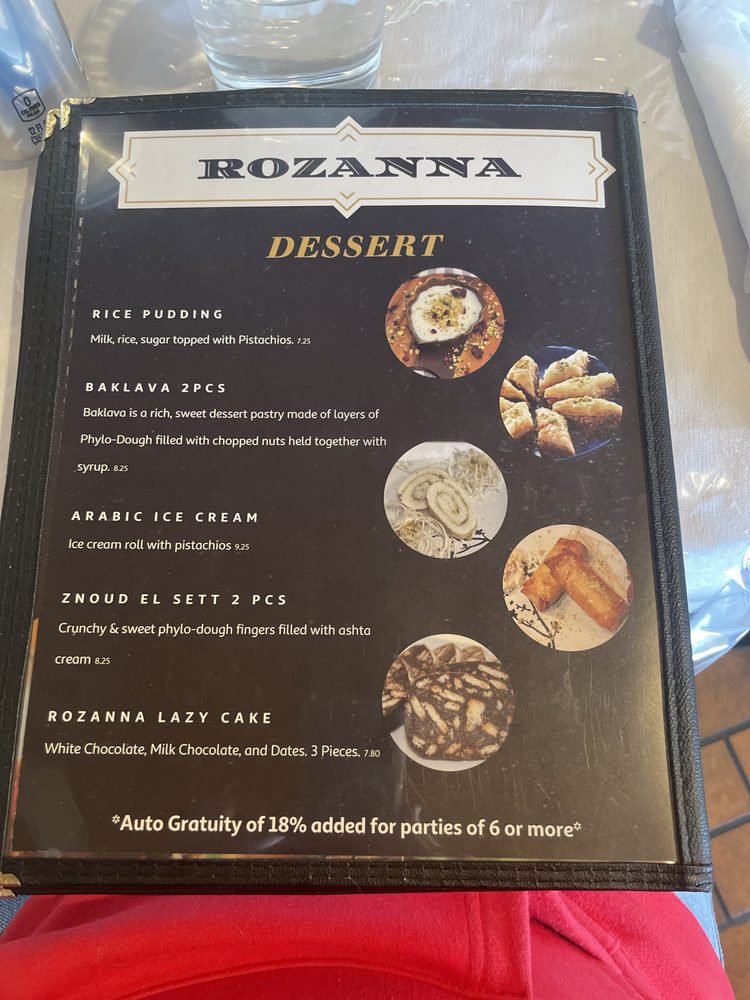 ROZANNA
DESSERT
RICE PUDDING
Milk, rice, sugar topped with Pistachios. 7.25
BAKLAVA 2PCS
Baklava is a rich, sweet dessert pastry made of layers of
Phylo-Dough filled with chopped nuts held together with
syrup. 8.25
ARABIC ICE CREAM
Ice cream roll with pistachios 9.25
ZNOUD EL SETT 2 PCS
Crunchy & sweet phylo-dough fingers filled with ashta
cream 8.25
ROZANNA LAZY CAKE
White Chocolate, Milk Chocolate, and Dates. 3 Pieces. 7.80
*Auto Gratuity of 18% added for parties of 6 or more*
0